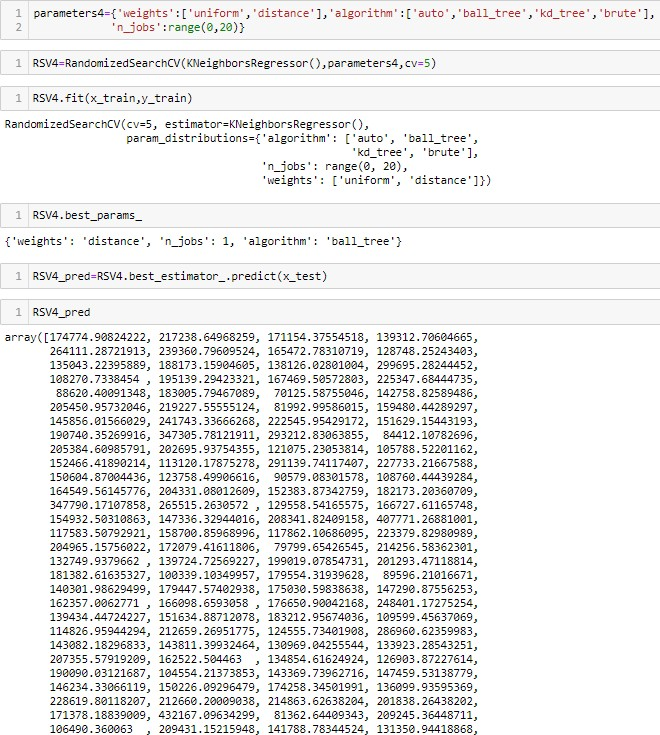 1 parameters4={'weights':['uniform','distance'],'algorithm':['auto','ball_tree','kd_tree','brute'],
2 'n_jobs':range(0,20)}
1 RSV4=RandomizedSearchCV(KNeighborsRegressor(),parameters4,cv=5)
1 RSV4.fit(x_train,y_train)
RandomizedSearchCV(cv=5, estimator=KNeighborsRegressor(),
param_distributions={'algorithm': ['auto', 'ball_tree',
'kd_tree', 'brute'],
'n_jobs': range(0, 20),
'weights': ['uniform', 'distance']})
1 RSV4.best_params_
{'weights': 'distance', 'n_jobs': 1, 'algorithm': 'ball_tree'}
1 RSV4_pred=RSV4.best_estimator_.predict(x_test)
1 RSV4_pred
array([174774.90824222, 217238.64968259, 171154.37554518, 139312.70604665,
264111.28721913, 239360.79609524, 165472.78310719, 128748.25243403,
135043.22395889, 188173.15904605, 138126.02801004, 299695.28244452,
108270.7338454 , 195139.29423321, 167469.50572803, 225347.68444735,
88620.40091348, 183005.79467089, 70125.58755046, 142758.82589486,
205450.95732046, 219227.55555124, 81992.99586015, 159480.44289297,
145856.01566029, 241743.33666268, 222545.95429172, 151629.15443193,
190740.35269916, 347305.78121911, 293212.83063855, 84412.10782696,
205384.60985791, 202695.93754355, 121075.23053814, 105788.52201162,
152466.41890214, 113120.17875278, 291139.74117407, 227733.21667588,
150604.87004436, 123758.49906616, 90579.08301578, 108760.44439284,
164549.56145776, 204331.08012609, 152383.87342759, 182173.20360709,
347790.17107858, 265515.2630572 , 129558.54165575, 166727.61165748,
154932.50310863, 147336.32944016, 208341.82409158, 407771.26881001,
117583.50792921, 158700.85968996, 117862.10686095, 223379.82980989,
204965.15756022, 172079.41611806, 79799.65426545, 214256.58362301,
132749.9379662 , 139724.72569227, 199019.07854731, 201293.47118814,
181382.61635327, 100339.10349957, 179554.31939628, 89596.21016671,
140301.98629499, 179447.57402938, 175030.59838638, 147290.87556253,
162357.0062771 , 166098.6593058 , 176650.90042168, 248401.17275254,
139434.44724227, 151634.88712078, 183212.95674036, 109599.45637069,
114826.95944294, 212659.26951775, 124555.73401908, 286960.62359983,
143082.18296833, 143811.39932464, 130969.04255544, 133923.28543251,
207355.57919209, 162522.504463 , 134854.61624924, 126903.87227614,
190090.03121687, 104554.21373853, 143369.73962716, 147459.53138779,
146234.33066119, 150226.09296479, 174258.34501991, 136099.93595369,
228619.80118207, 212660.20009038, 214863.62638204, 201838.26438202,
171378.18839009, 432167.09634299, 81362.64409343, 209245.36448711,
106490.360063 , 209431.15215948, 141788.78344524, 131350.94418868,